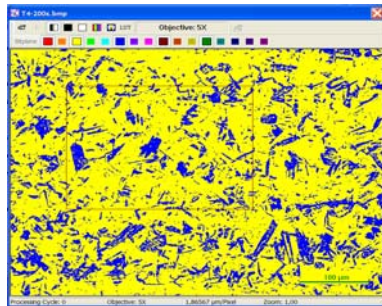 T4-200x.bmp
LUT Objective: 5X
100 µm
Processing Cycle: 0 Objective: 5X 1,86567 µm/Pixel Zoom: 1,00